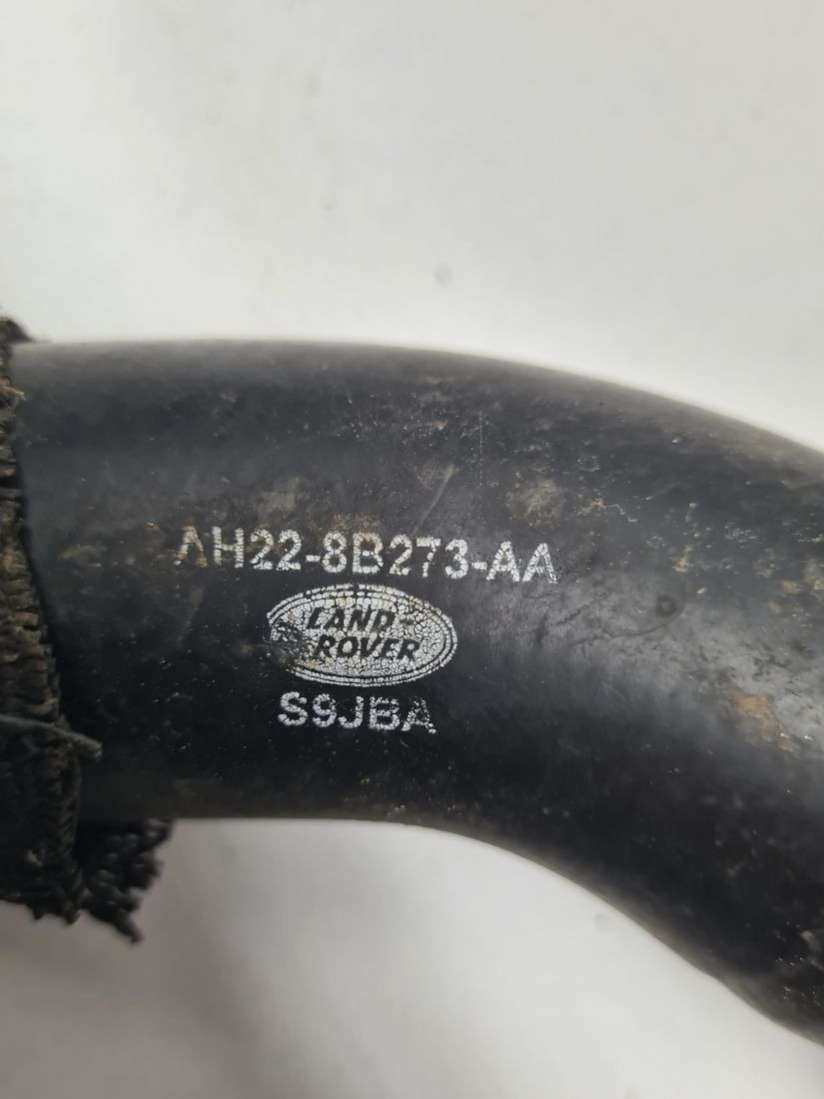 AH22-8B273-AA
LAND-
ROVER
S9JBA